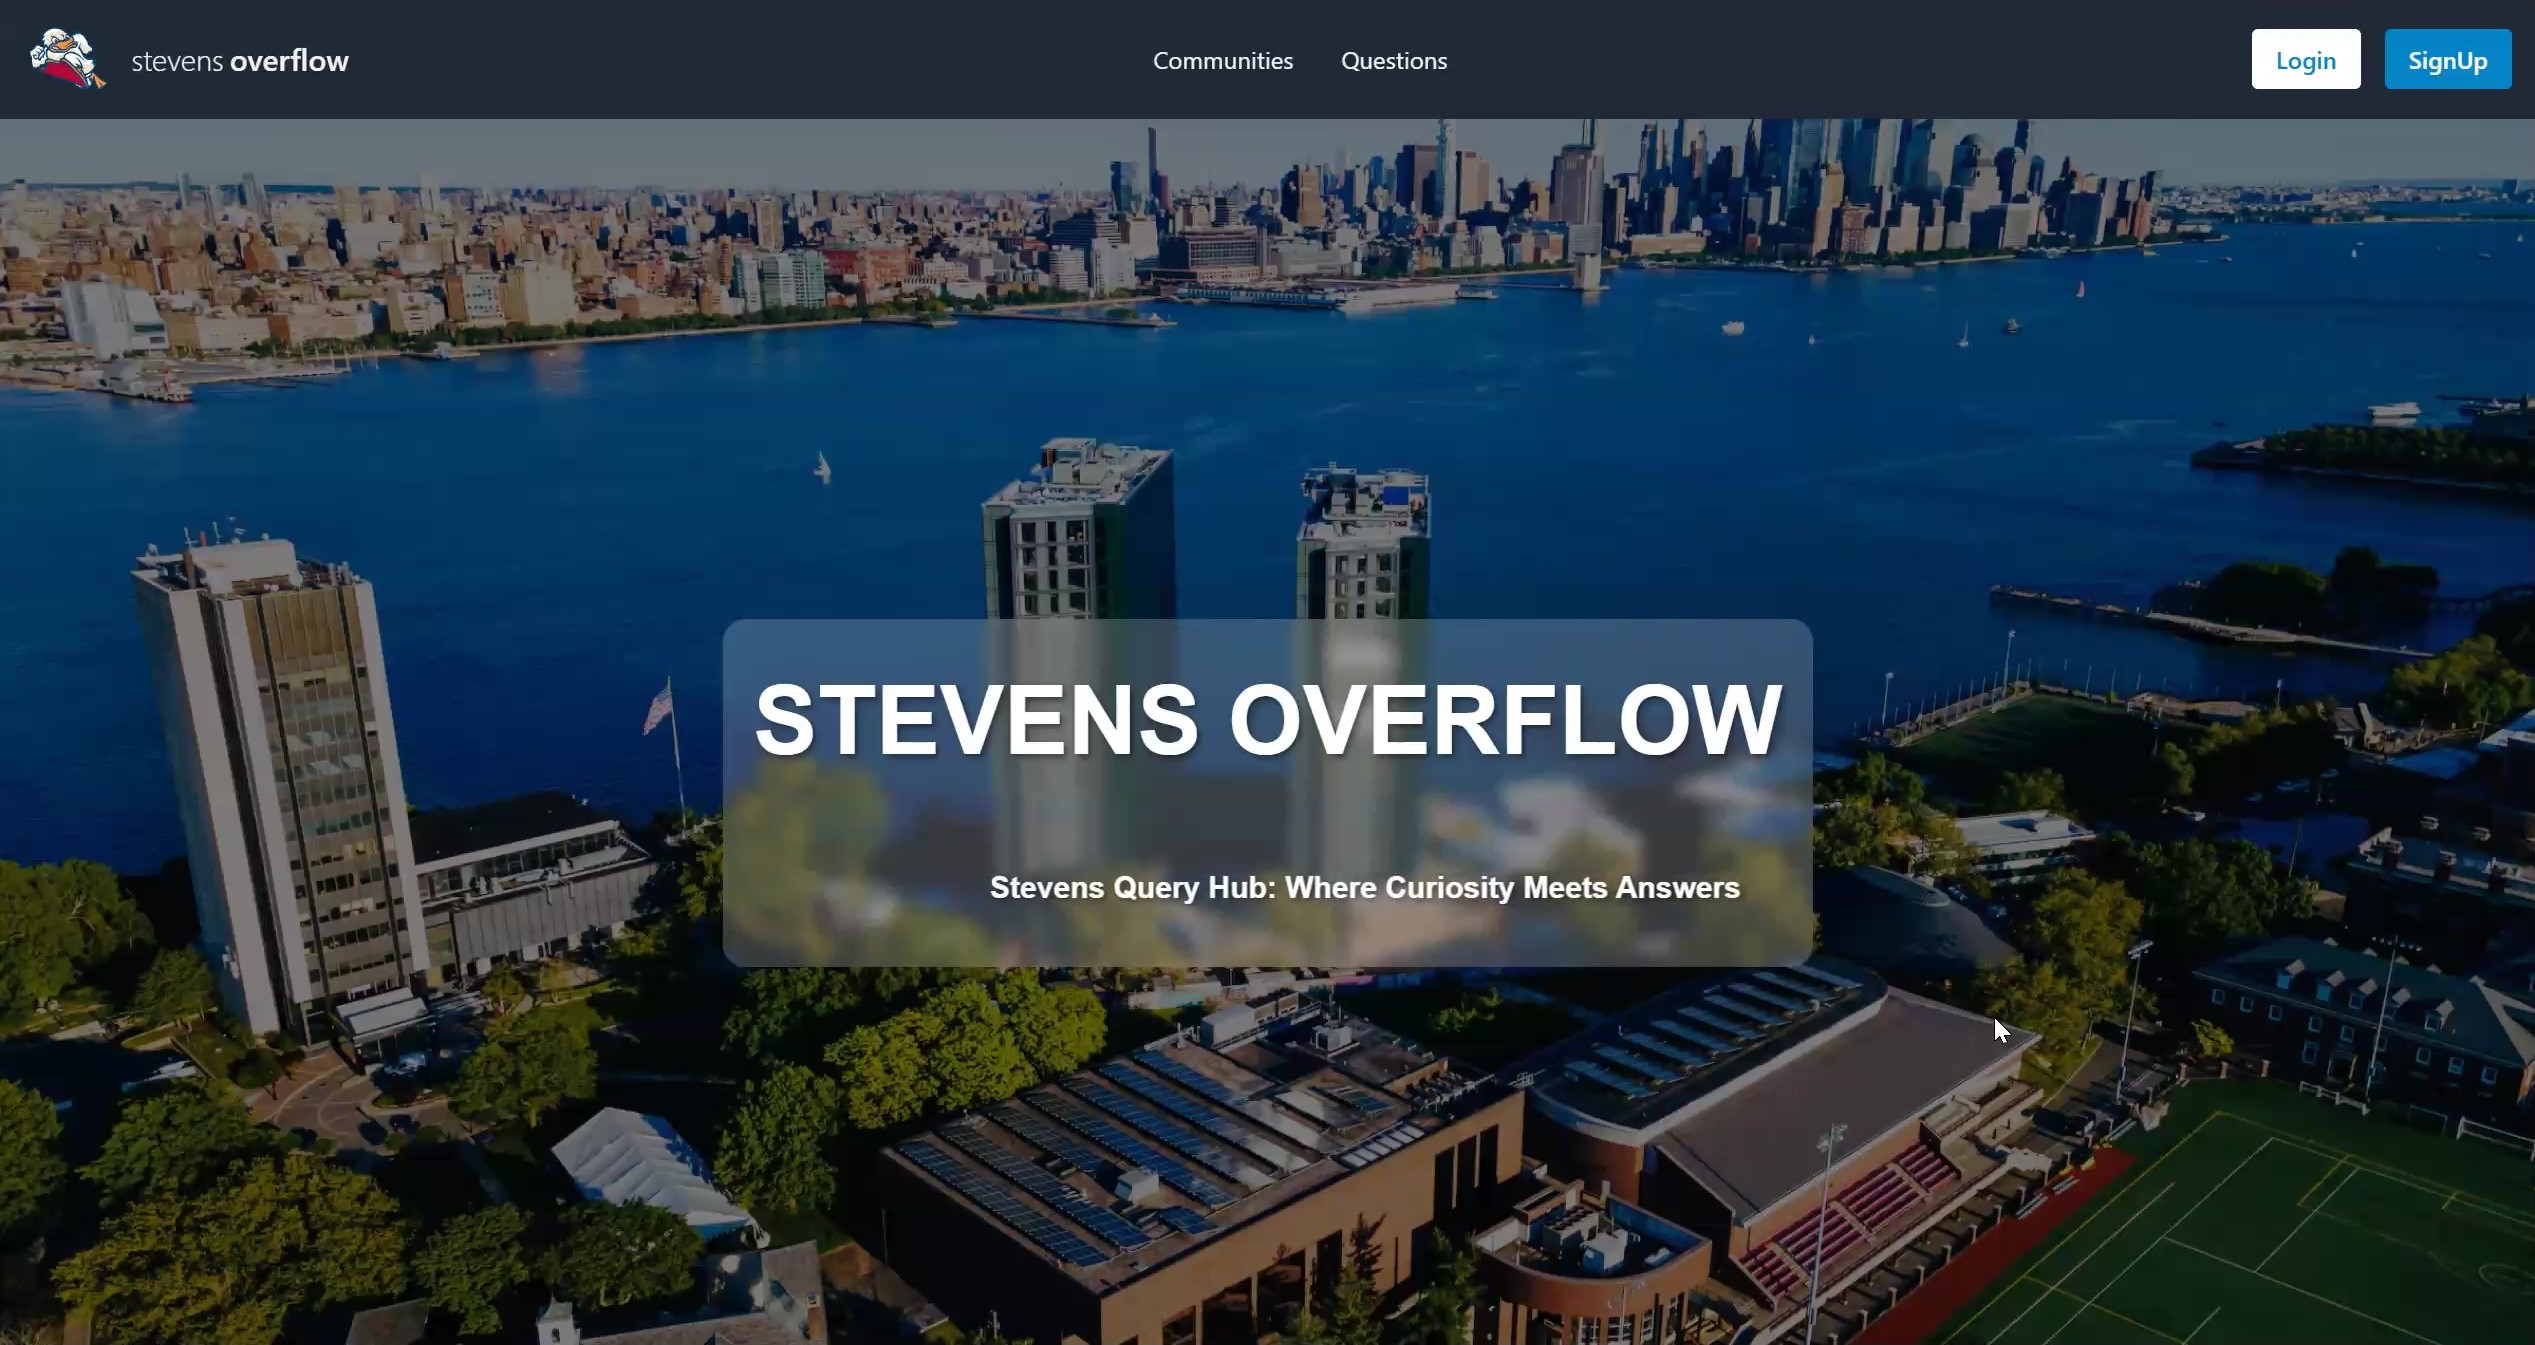 stevens overflow
Communities
Questions
Login
SignUp
STEVENS OVERFLOW
Stevens Query Hub: Where Curiosity Meets Answers